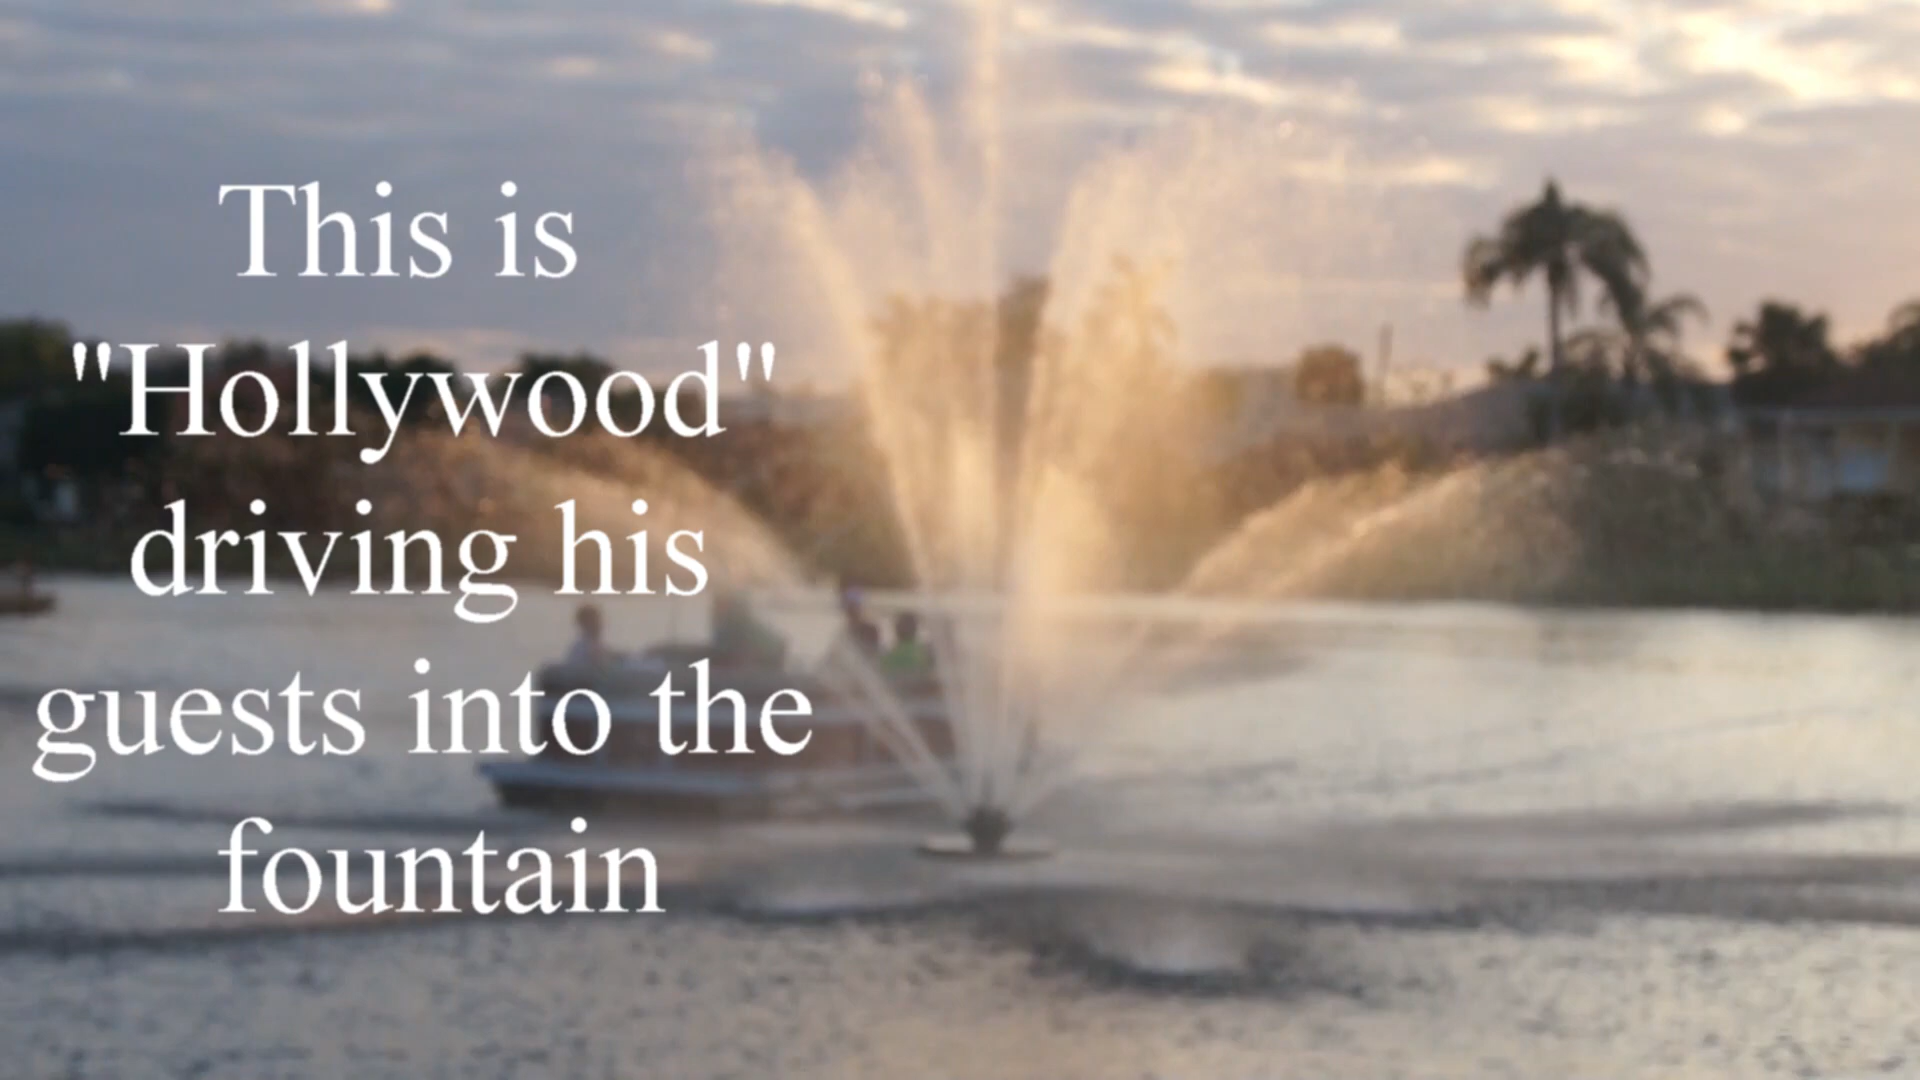 This is
"Hollywood"
driving his
guests into the
fountain